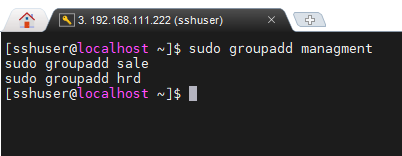 3. 192.168.111.222 (sshuser)
[sshuser@localhost ~]$ sudo groupadd managment
sudo groupadd sale
sudo groupadd hrd
[sshuser@localhost ~]$